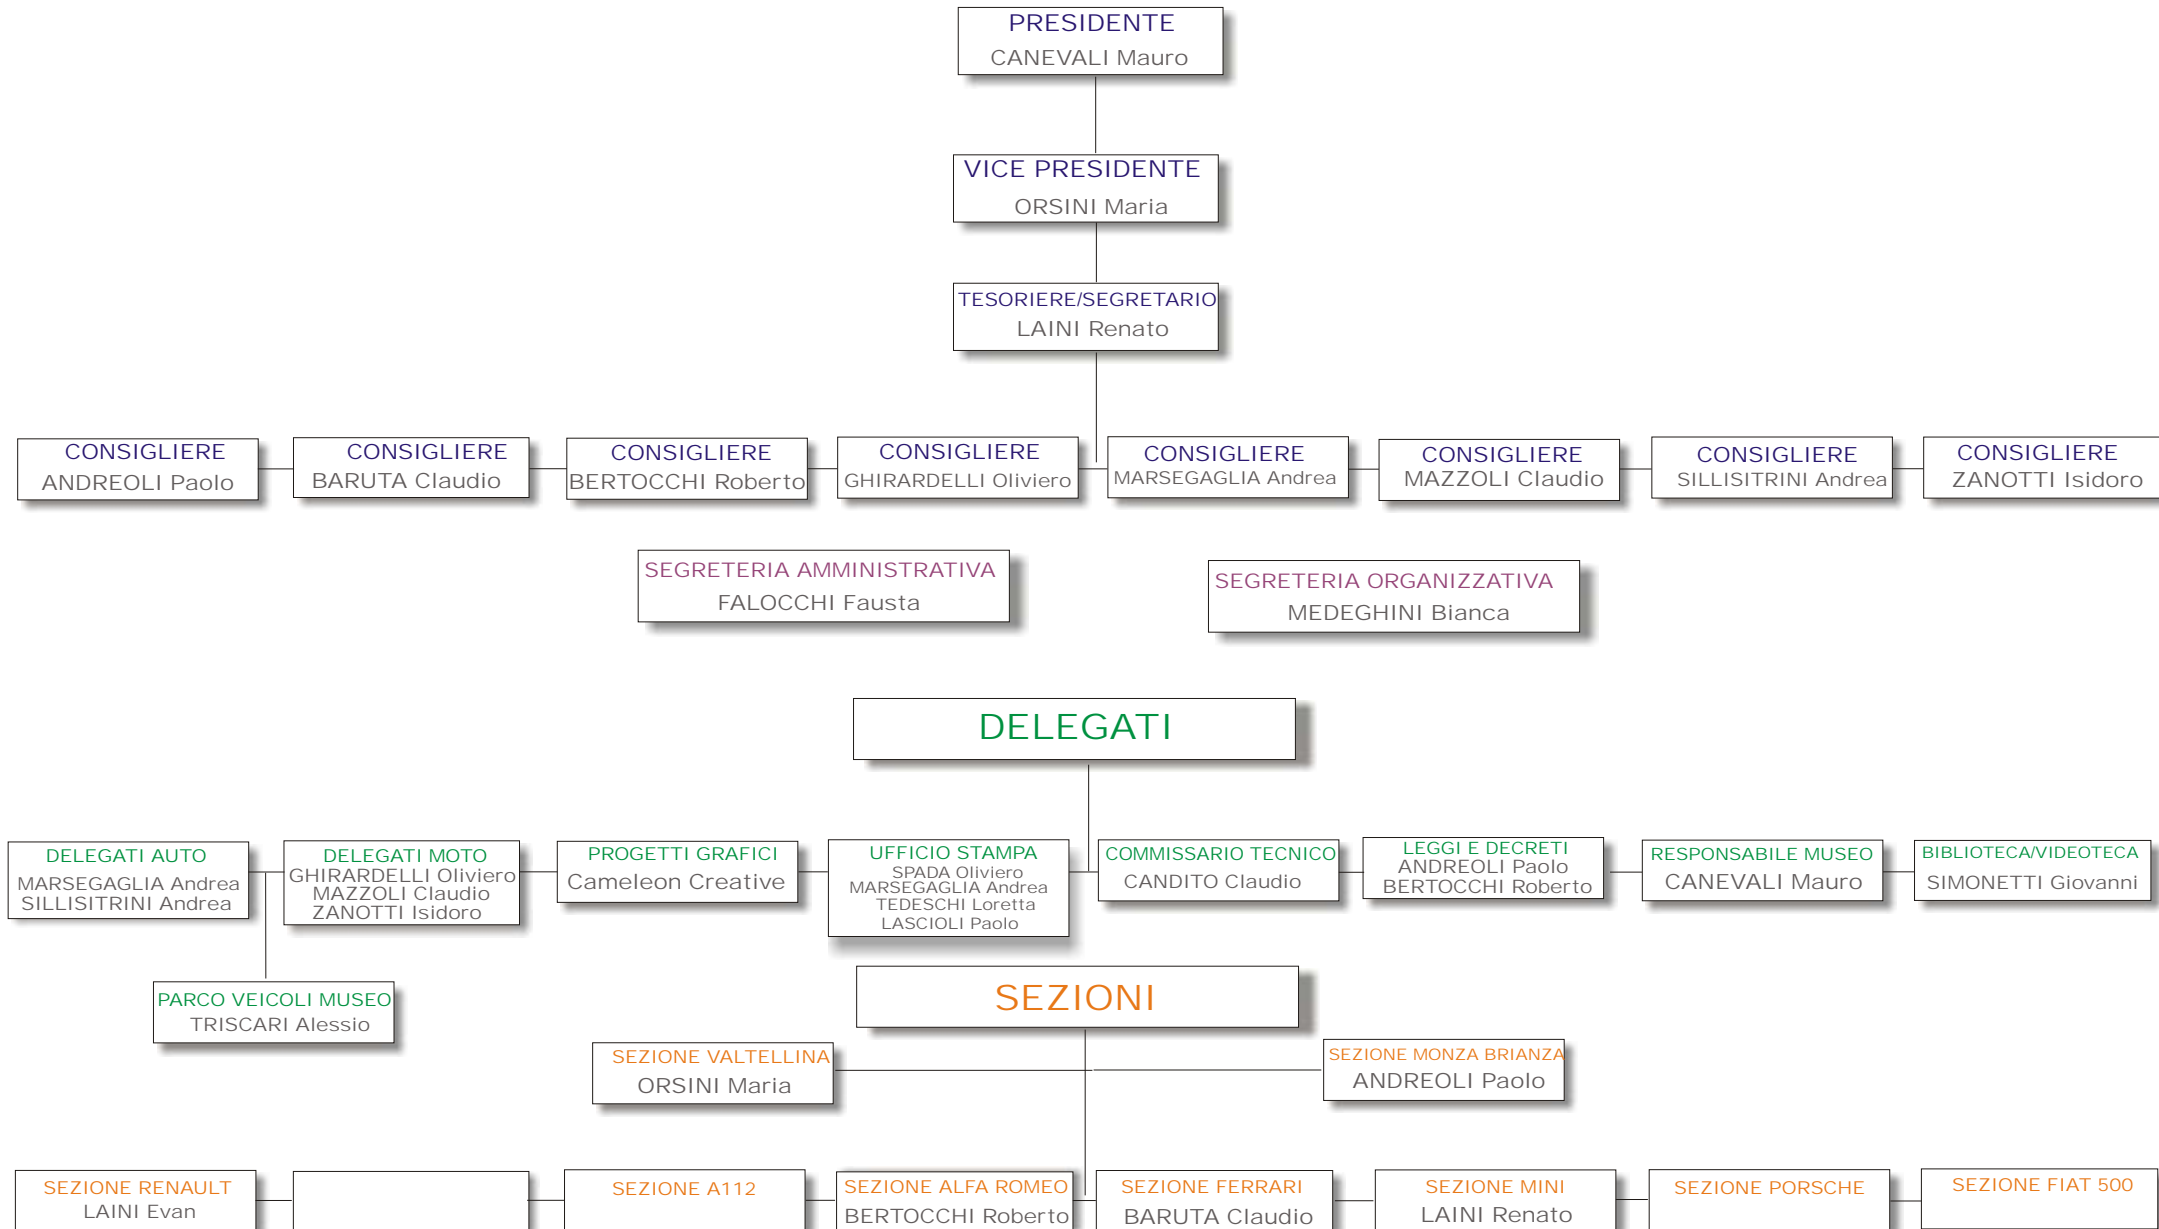 PRESIDENTE
CANEVALI Mauro
VICE PRESIDENTE
ORSINI Maria
TESORIERE/SEGRETARIO
LAINI Renato
CONSIGLIERE
ANDREOLI Paolo
CONSIGLIERE
BARUTA Claudio
CONSIGLIERE
BERTOCCHI Roberto
CONSIGLIERE
GHIRARDELLI Oliviero
CONSIGLIERE
MARSEGAGLIA Andrea
CONSIGLIERE
MAZZOLI Claudio
CONSIGLIERE
SILLISITRINI Andrea
CONSIGLIERE
ZANOTTI Isidoro
SEGRETERIA AMMINISTRATIVA
FALOCCHI Fausta
SEGRETERIA ORGANIZZATIVA
MEDEGHINI Bianca
DELEGATI
DELEGATI AUTO
MARSEGAGLIA Andrea
SILLISITRINI Andrea
DELEGATI MOTO
GHIRARDELLI Oliviero
MAZZOLI Claudio
ZANOTTI Isidoro
PROGETTI GRAFICI
Cameleon Creative
UFFICIO STAMPA
SPADA Oliviero
MARSEGAGLIA Andrea
TEDESCHI Loretta
LASCIOLI Paolo
COMMISSARIO TECNICO
CANDITO Claudio
LEGGI E DECRETI
ANDREOLI Paolo
BERTOCCHI Roberto
RESPONSABILE MUSEO
CANEVALI Mauro
BIBLIOTECA/VIDEOTECA
SIMONETTI Giovanni
PARCO VEICOLI MUSEO
TRISCARI Alessio
SEZIONI
SEZIONE VALTELLINA
ORSINI Maria
SEZIONE MONZA BRIANZA
ANDREOLI Paolo
SEZIONE RENAULT
LAINI Evan
SEZIONE A112
SEZIONE ALFA ROMEO
BERTOCCHI Roberto
SEZIONE FERRARI
BARUTA Claudio
SEZIONE MINI
LAINI Renato
SEZIONE PORSCHE
SEZIONE FIAT 500